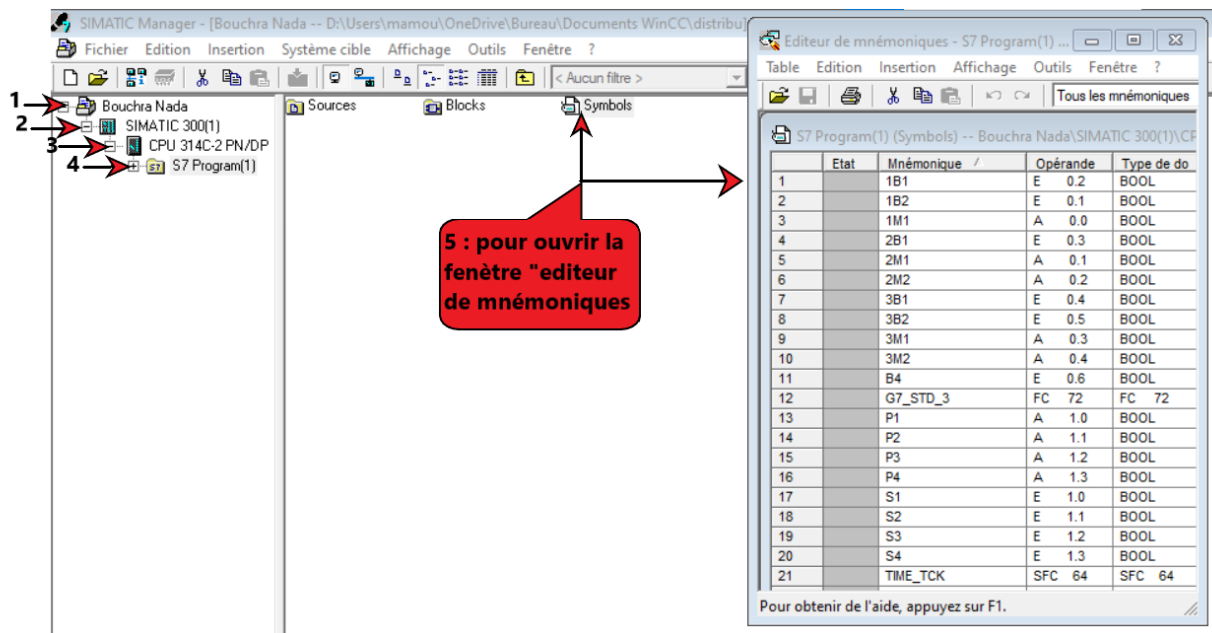 SIMATIC Manager - [Bouchra Nada -- D:\Users\mamou\OneDrive\Bureau\Documents WinCC\distribu]
Fichier Edition Insertion Système cible Affichage Outils Fenêtre ?
< Aucun filtre >
1
Bouchra Nada
2
SIMATIC 300(1)
3
CPU 314C-2 PN/DP
4
S7 Program(1)
Sources Blocks Symbols
5 : pour ouvrir la
fenètre "editeur
de mnémoniques
Editeur de mnémoniques - S7 Program(1) ...
Table Edition Insertion Affichage Outils Fenêtre ?
Tous les mnémoniques
S7 Program(1) (Symbols) -- Bouchra Nada\SIMATIC 300(1)\CP
Etat Mnémonique Opérande Type de do
1 1B1 E 0.2 BOOL
2 1B2 E 0.1 BOOL
3 1M1 A 0.0 BOOL
4 2B1 E 0.3 BOOL
5 2M1 A 0.1 BOOL
6 2M2 A 0.2 BOOL
7 3B1 E 0.4 BOOL
8 3B2 E 0.5 BOOL
9 3M1 A 0.3 BOOL
10 3M2 A 0.4 BOOL
11 B4 E 0.6 BOOL
12 G7_STD_3 FC 72 FC 72
13 P1 A 1.0 BOOL
14 P2 A 1.1 BOOL
15 P3 A 1.2 BOOL
16 P4 A 1.3 BOOL
17 S1 E 1.0 BOOL
18 S2 E 1.1 BOOL
19 S3 E 1.2 BOOL
20 S4 E 1.3 BOOL
21 TIME_TCK SFC 64 SFC 64
Pour obtenir de l'aide, appuyez sur F1.